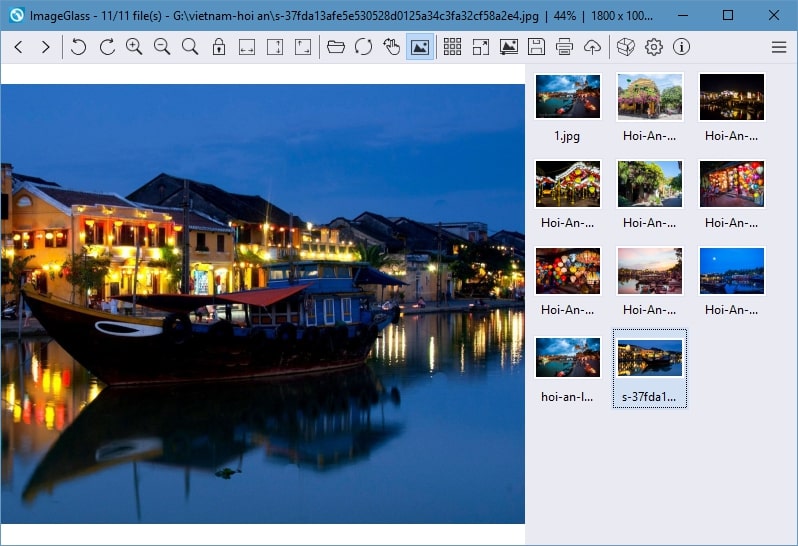 ImageGlass - 11/11 file(s) - G:\vietnam-hoi an\s-37fda13afe5e530528d0125a34c3fa32cf58a2e4.jpg | 44% | 1800 x 100...
1.jpg
Hoi-An-...
Hoi-An-...
Hoi-An-...
Hoi-An-...
Hoi-An-...
Hoi-An-...
Hoi-An-...
Hoi-An-...
hoi-an-l...
s-37fda1...